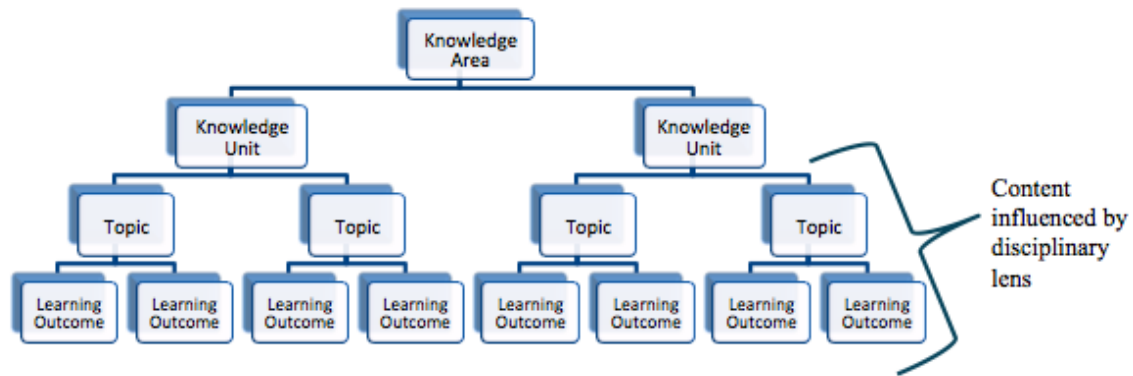 Knowledge
Area
Knowledge
Unit
Knowledge
Unit
Topic
Topic
Topic
Topic
Learning
Outcome
Learning
Outcome
Learning
Outcome
Learning
Outcome
Learning
Outcome
Learning
Outcome
Learning
Outcome
Learning
Outcome
Content
influenced by
disciplinary
lens